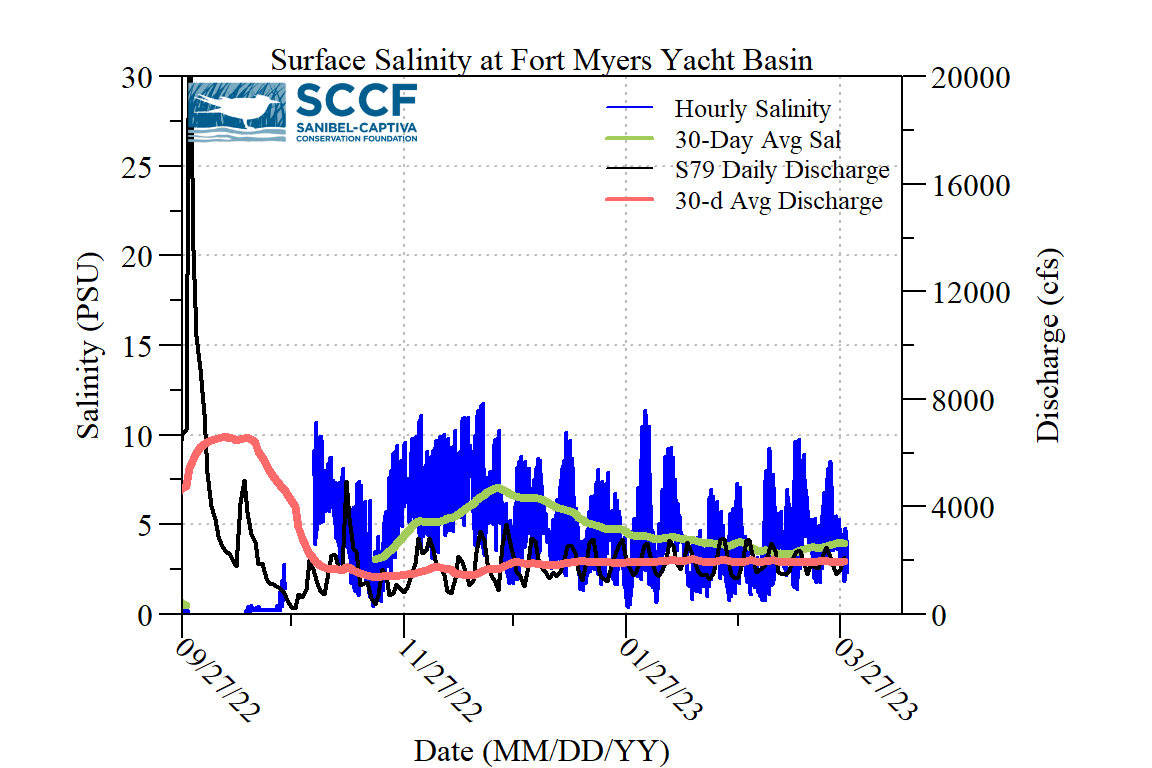 Surface Salinity at Fort Myers Yacht Basin
SCCF
SANIBEL-CAPTIVA
CONSERVATION FOUNDATION
Hourly Salinity
30-Day Avg Sal
S79 Daily Discharge
30-d Avg Discharge
Salinity (PSU)
30
25
20
15
10
5
0
20000
16000
12000
8000
4000
0
Discharge (cfs)
09/27/22
11/27/22
01/27/23
03/27/23
Date (MM/DD/YY)